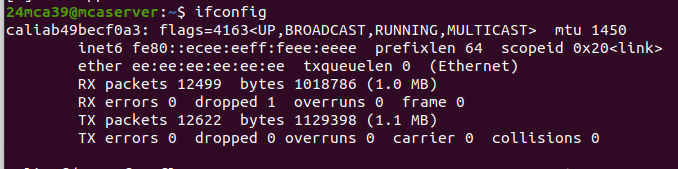 24mca39@mcaserver:~$ ifconfig
caliab49becf0a3: flags=4163<UP,BROADCAST,RUNNING,MULTICAST>  mtu 1450
        inet6 fe80::ecee:eeff:feee:eeee  prefixlen 64  scopeid 0x20<link>
        ether ee:ee:ee:ee:ee:ee  txqueuelen 0  (Ethernet)
        RX packets 12499  bytes 1018786 (1.0 MB)
        RX errors 0  dropped 1  overruns 0  frame 0
        TX packets 12622  bytes 1129398 (1.1 MB)
        TX errors 0  dropped 0 overruns 0  carrier 0  collisions 0